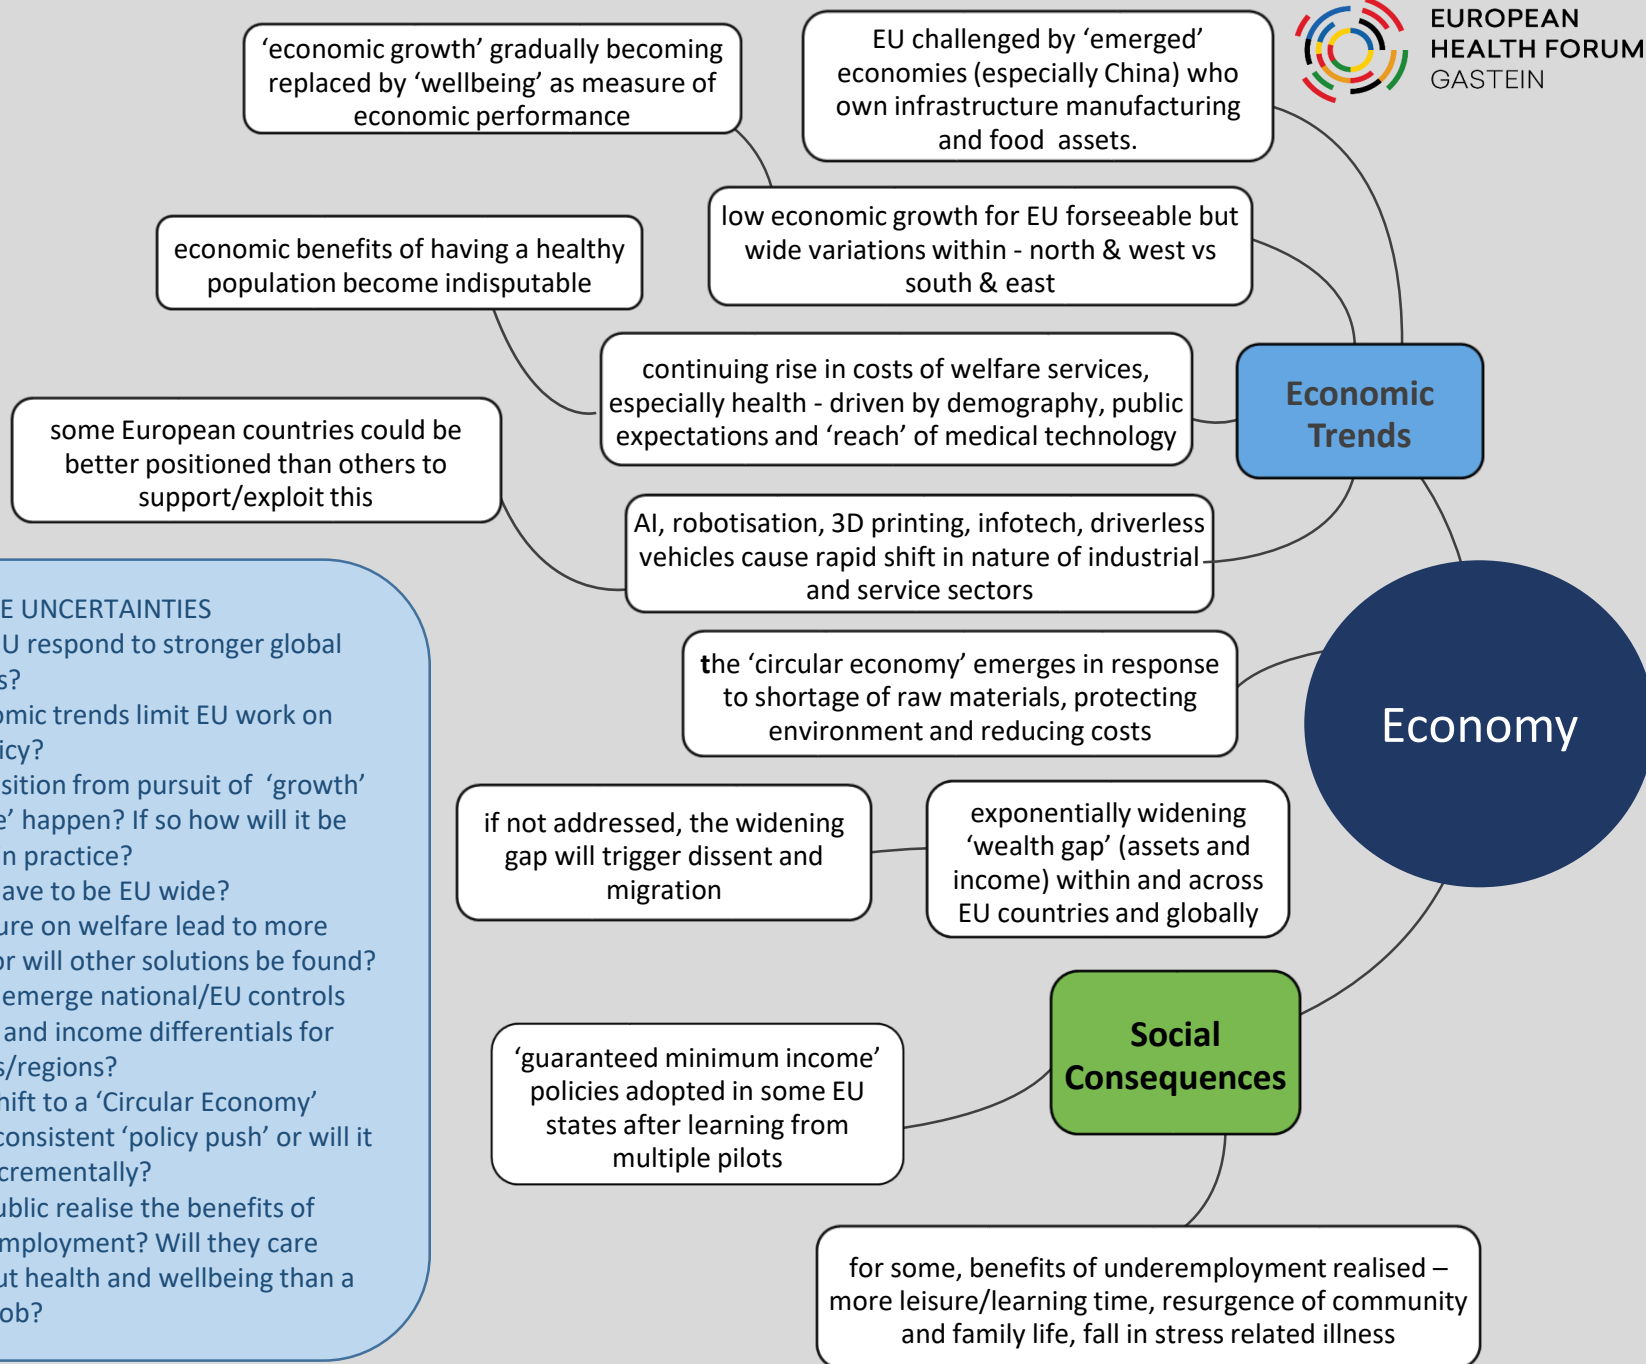 EUROPEAN
HEALTH FORUM
GASTEIN
‘economic growth’ gradually becoming
replaced by ‘wellbeing’ as measure of
economic performance
EU challenged by ‘emerged’
economies (especially China) who
own infrastructure manufacturing
and food  assets.
low economic growth for EU forseeable but
wide variations within - north & west vs
south & east
economic benefits of having a healthy
population become indisputable
continuing rise in costs of welfare services,
especially health - driven by demography, public
expectations and ‘reach’ of medical technology
Economic
Trends
some European countries could be
better positioned than others to
support/exploit this
AI, robotisation, 3D printing, infotech, driverless
vehicles cause rapid shift in nature of industrial
and service sectors
the ‘circular economy’ emerges in response
to shortage of raw materials, protecting
environment and reducing costs
Economy
if not addressed, the widening
gap will trigger dissent and
migration
exponentially widening
‘wealth gap’ (assets and
income) within and across
EU countries and globally
Social
Consequences
‘guaranteed minimum income’
policies adopted in some EU
states after learning from
multiple pilots
for some, benefits of underemployment realised –
more leisure/learning time, resurgence of community
and family life, fall in stress related illness
E UNCERTAINTIES
EU respond to stronger global
s?
omic trends limit EU work on
icy?
sition from pursuit of  ‘growth’
e’ happen? If so how will it be
n practice?
ave to be EU wide?
ure on welfare lead to more
or will other solutions be found?
emerge national/EU controls
and income differentials for
s/regions?
hift to a ‘Circular Economy’
consistent ‘policy push’ or will it
crementally?
ublic realise the benefits of
mployment? Will they care
ut health and wellbeing than a
ob?